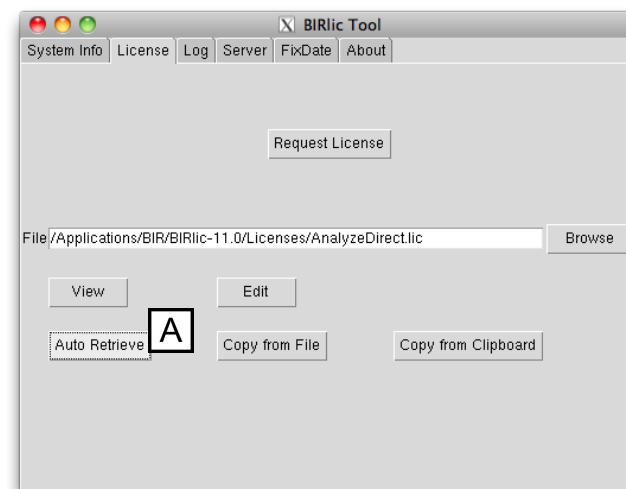 X BIRlic Tool
System Info License Log Server FixDate About
Request License
File /Applications/BIR/BIRlic-11.0/Licenses/AnalyzeDirect.lic Browse
View Edit
Auto Retrieve A Copy from File Copy from Clipboard